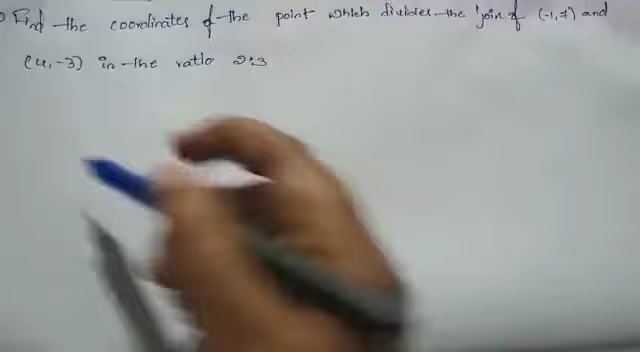 Find the coordinates of the point which divides the join of (-1,7) and
(4,-3) in the ratio 2:3